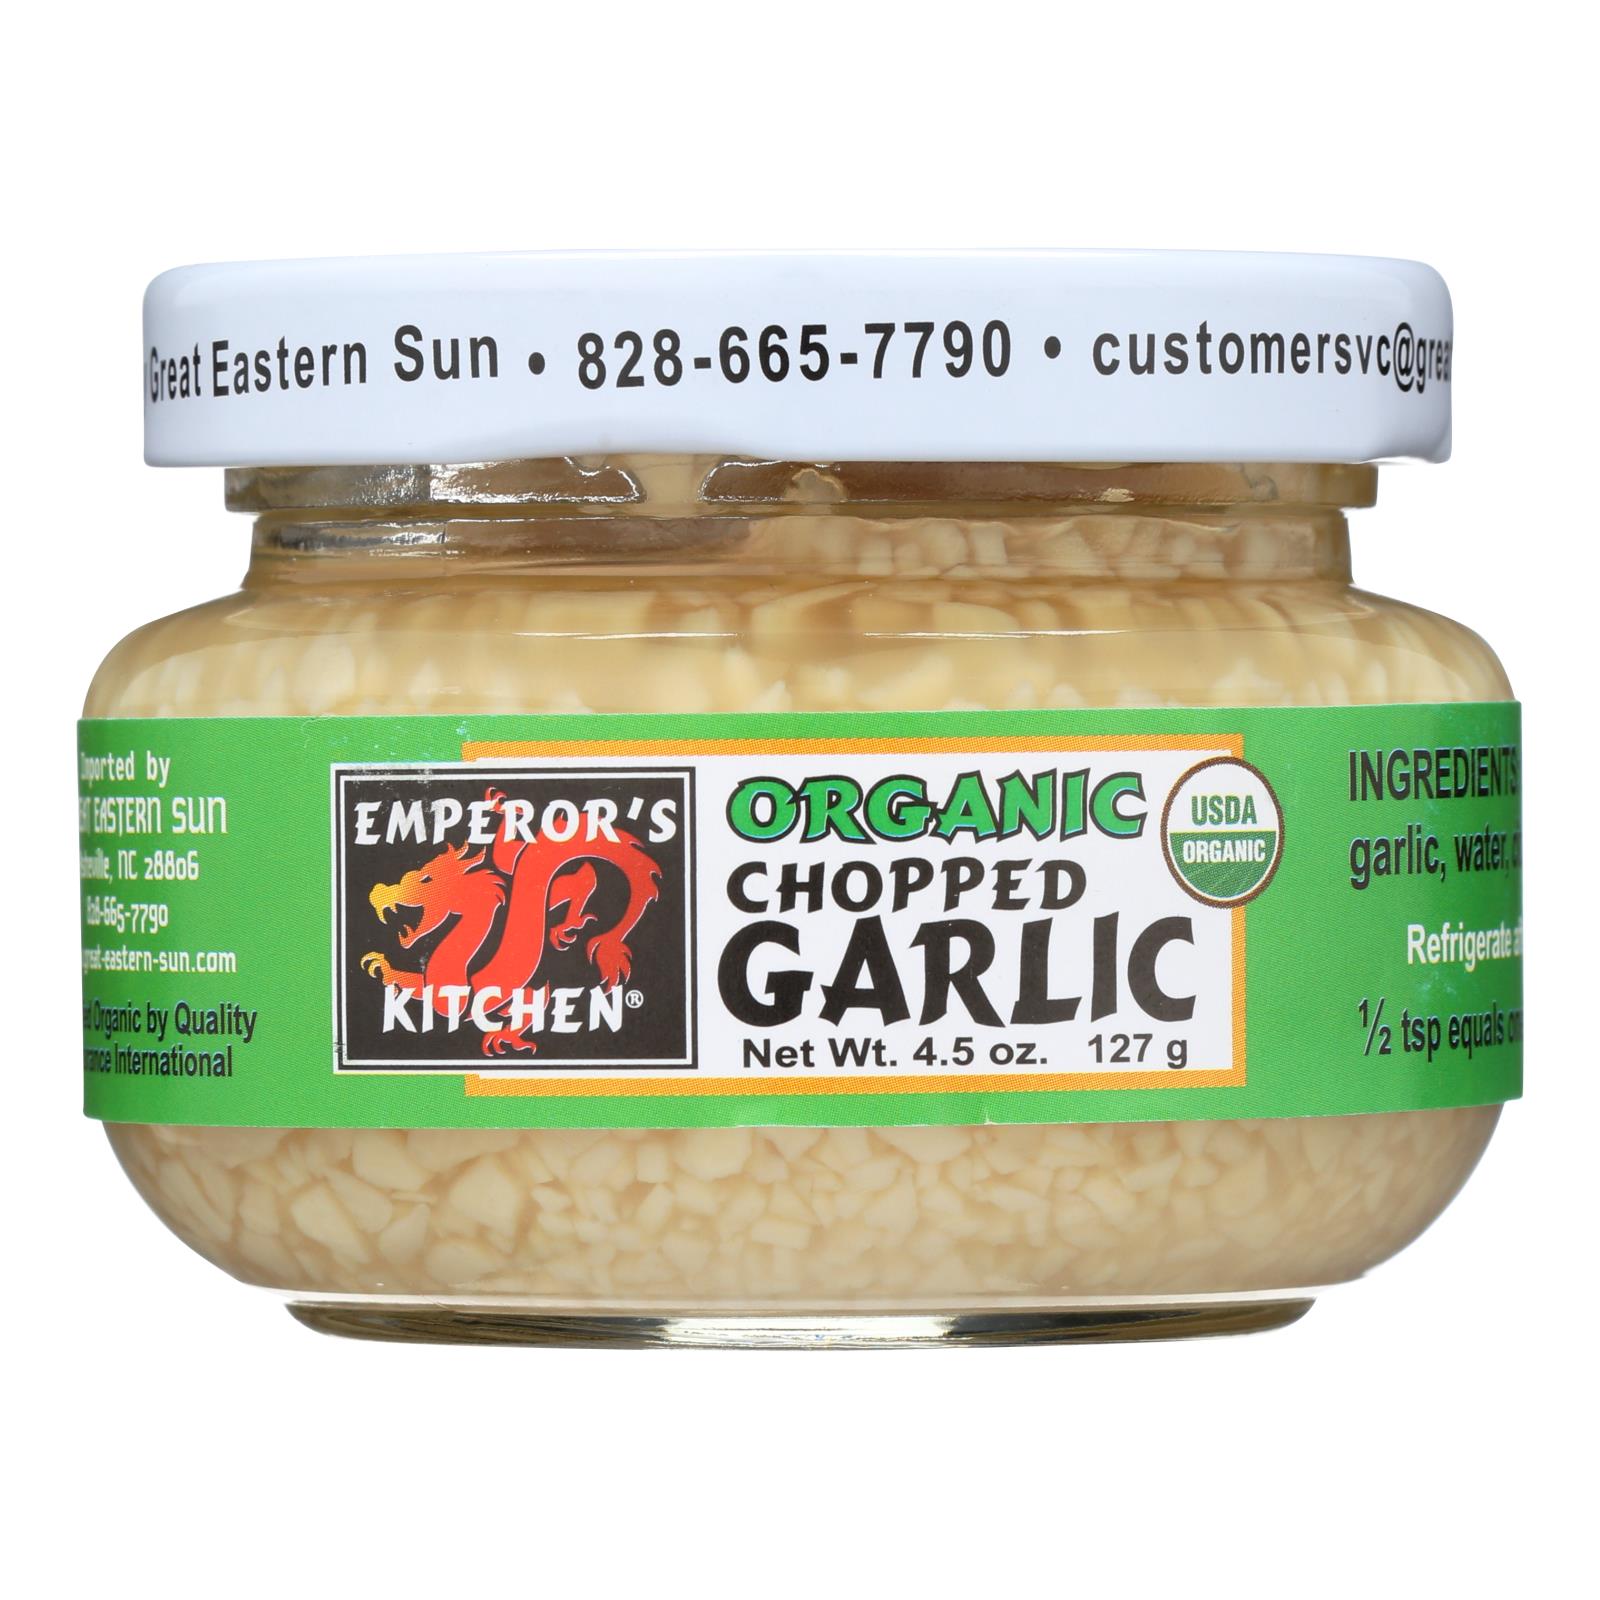 Great Eastern Sun • 828-665-7790 • customersvc@grea
Imported by
EASTERN SUN
NC 28806
828-665-7790
great-eastern-sun.com
Organic by Quality
International
EMPEROR'S
KITCHEN®
ORGANIC
CHOPPED
GARLIC
Net Wt. 4.5 oz. 127 g
USDA
ORGANIC
INGREDIENTS
garlic, water,
Refrigerate
½ tsp equals